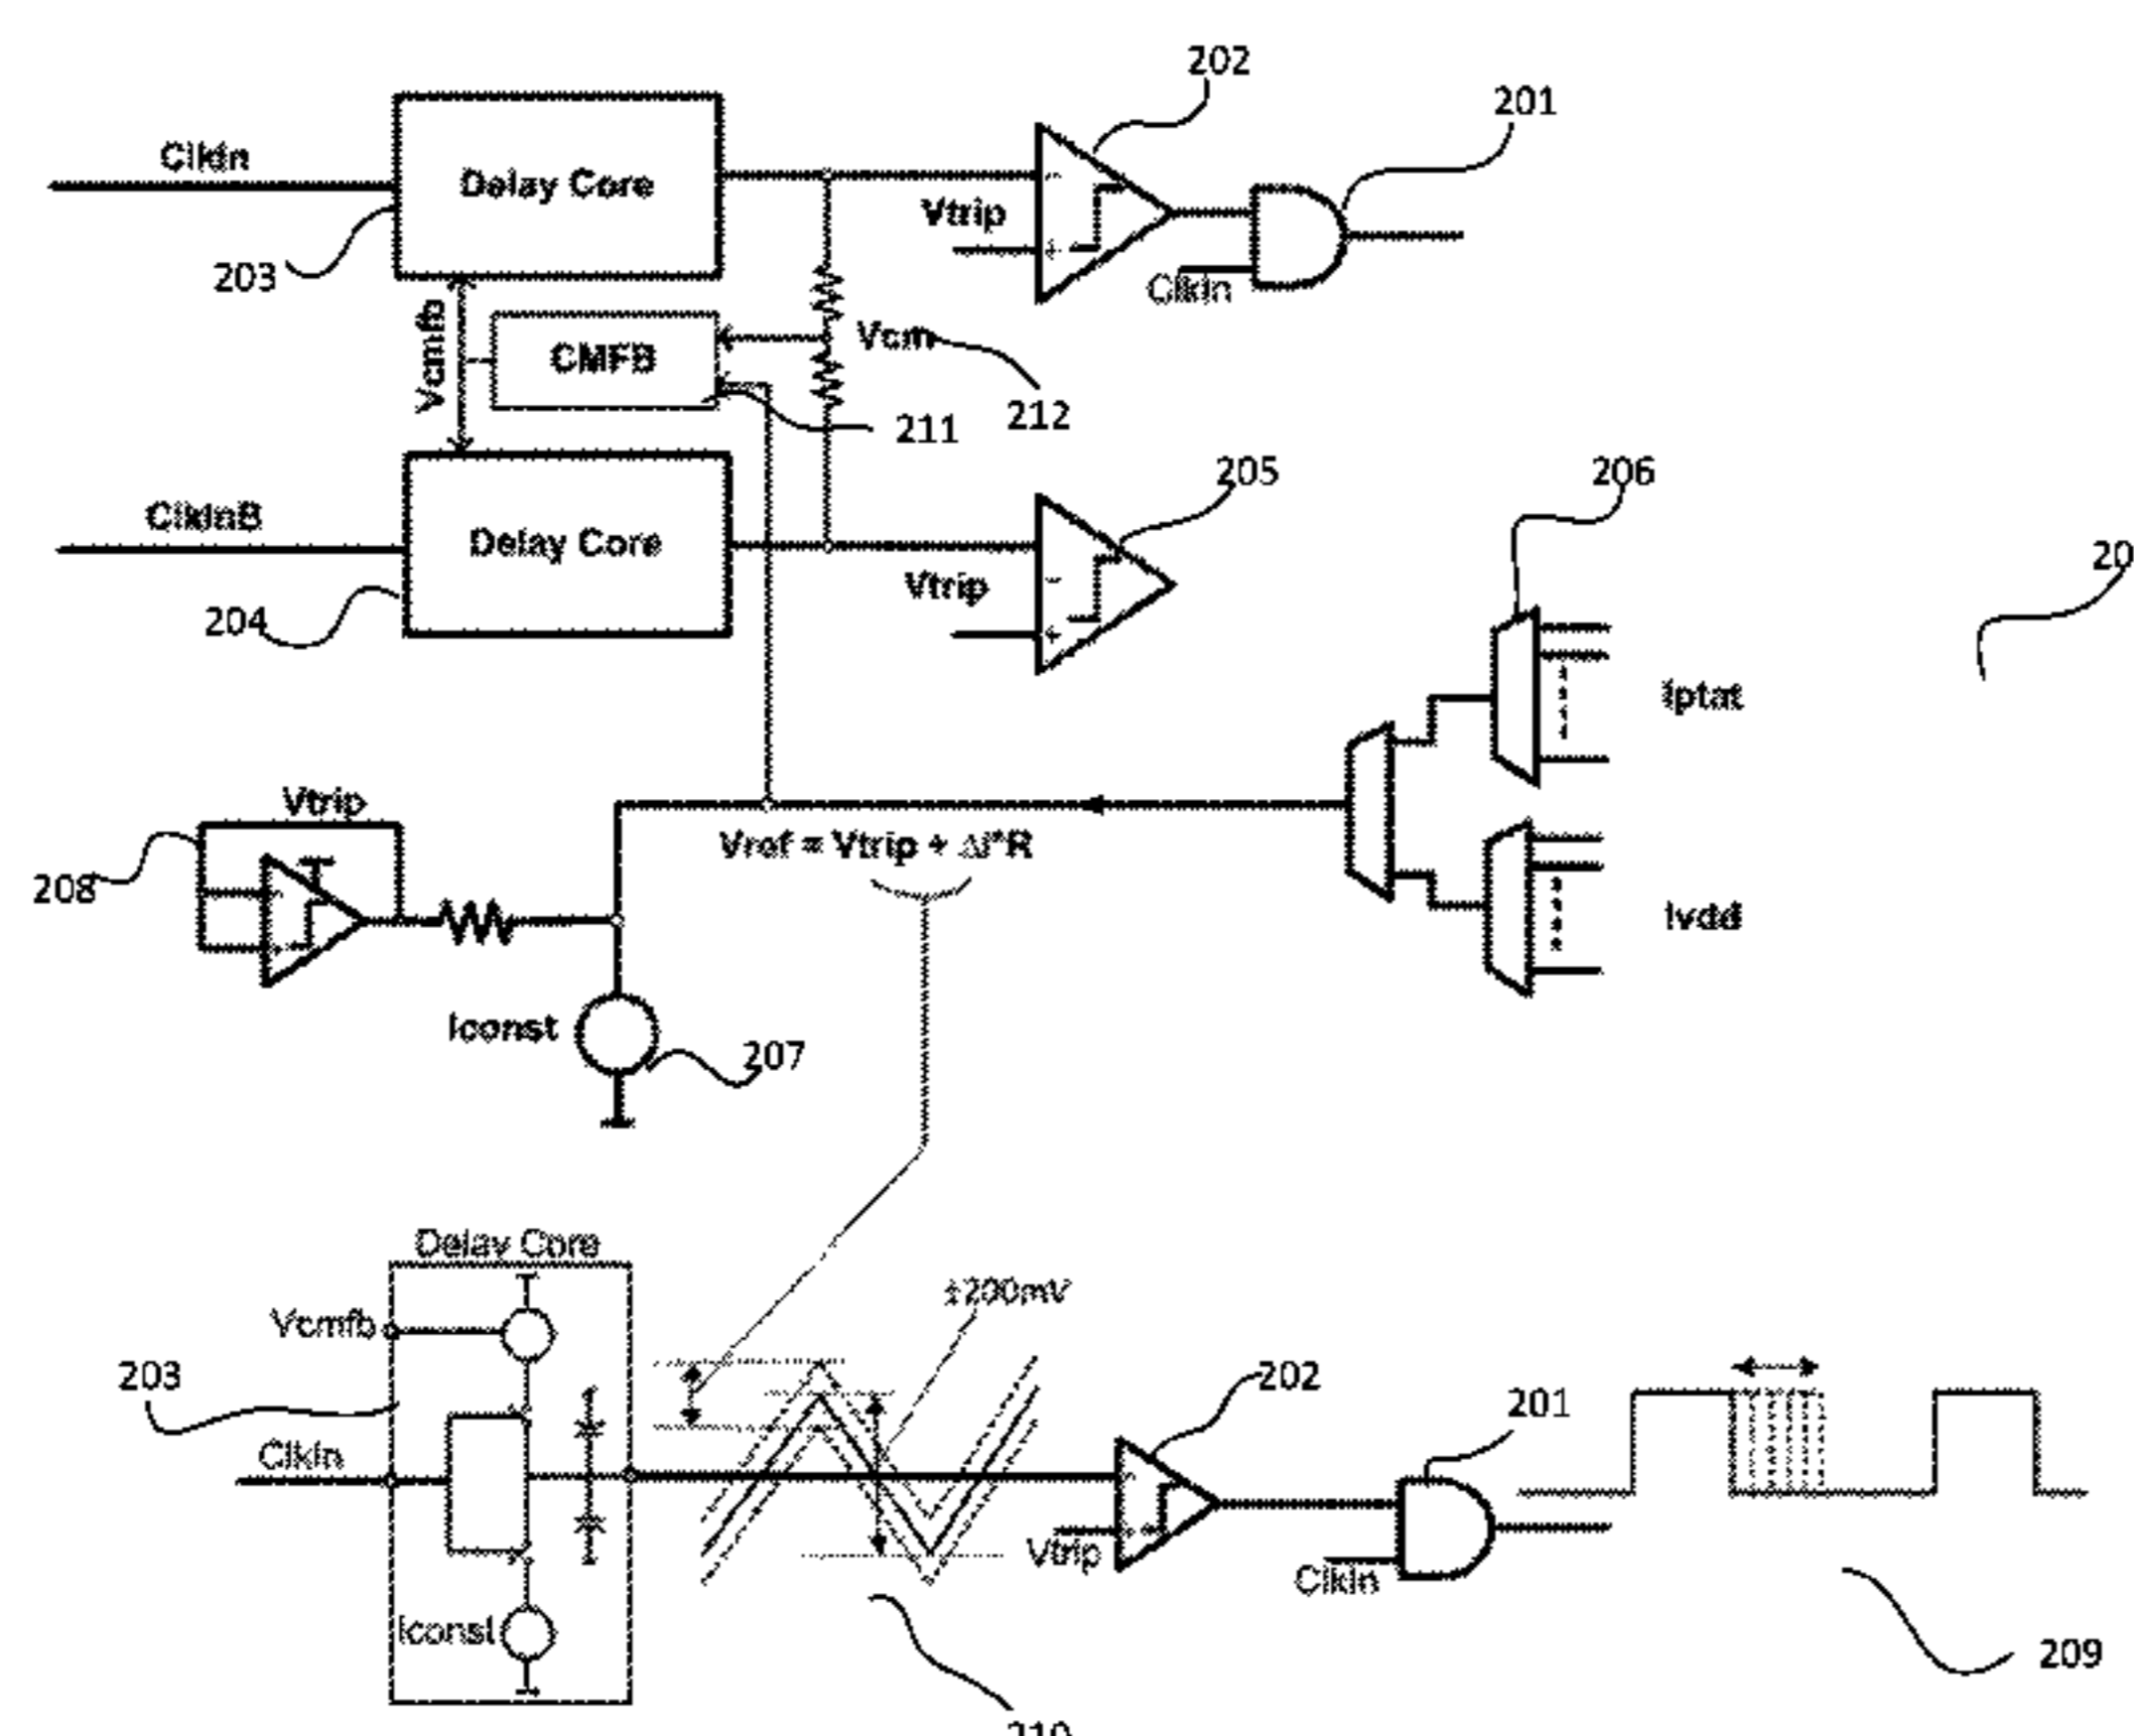 202
201
ClkIn
Delay Core
Vtrip
203
ClkIn
Vcmfb
CMFB
Vcm
211
212
205
206
ClkInB
Delay Core
Vtrip
20
204
Iptat
Vtrip
Vref = Vtrip + ΔI*R
208
Ivdd
Iconst
207
Delay Core
±200mV
Vcmfb
203
202
201
ClkIn
Vtrip
ClkIn
Iconst
209
210